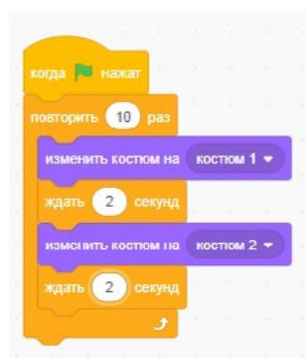 когда нажат
повторить 10 раз
изменить костюм на костюм 1
ждать 2 секунд
изменить костюм на костюм 2
ждать 2 секунд